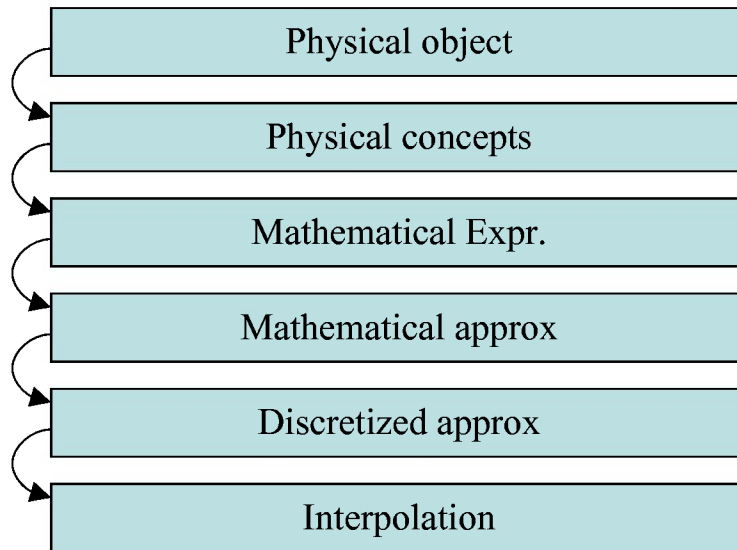 Physical object
Physical concepts
Mathematical Expr.
Mathematical approx
Discretized approx
Interpolation